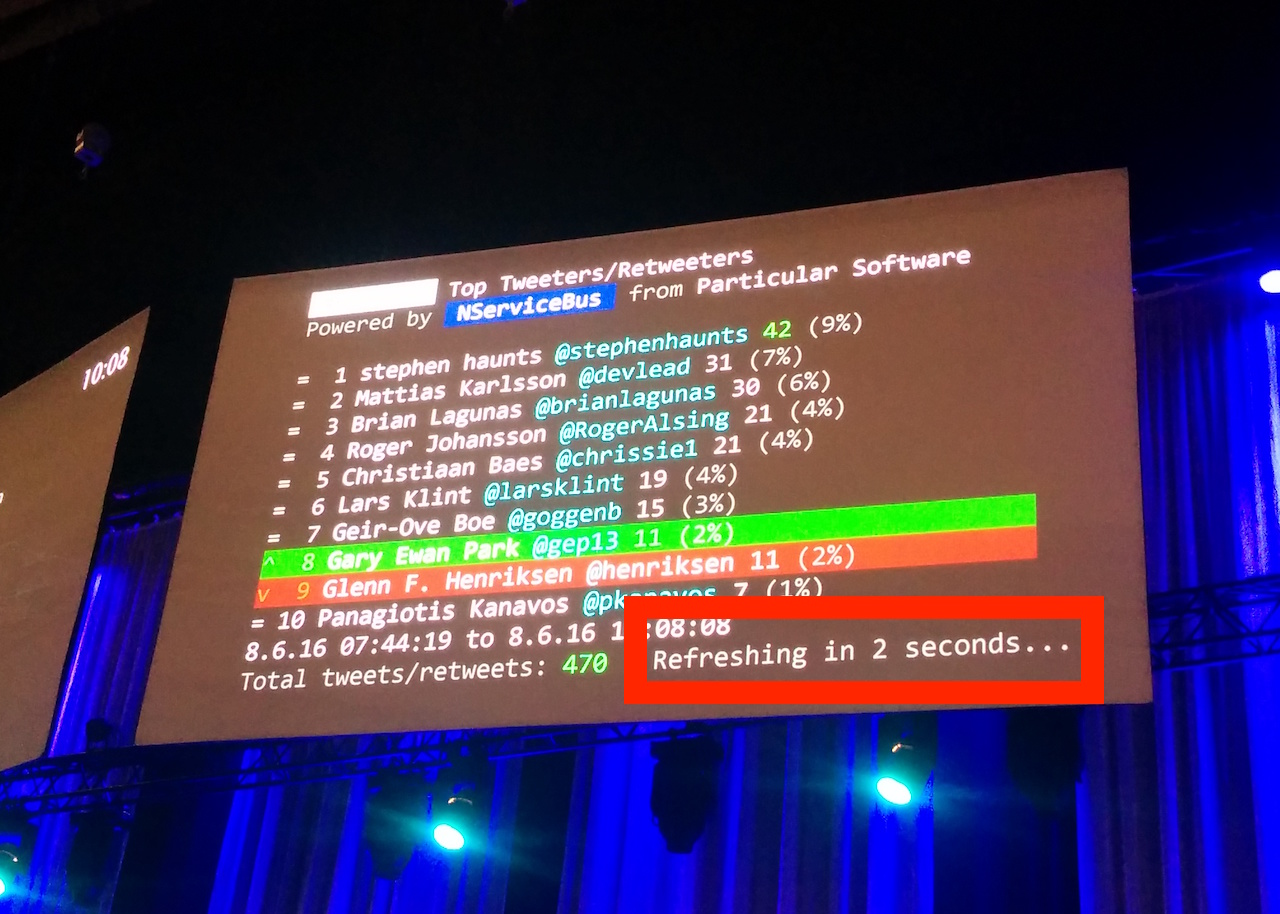 10:08
Top Tweeters/Retweeters
Powered by NServiceBus from Particular Software
= 1 stephen haunts @stephenhaunts 42 (9%)
= 2 Mattias Karlsson @devlead 31 (7%)
= 3 Brian Lagunas @brianlagunas 30 (6%)
= 4 Roger Johansson @RogerAlsing 21 (4%)
= 5 Christiaan Baes @chrissie1 21 (4%)
= 6 Lars Klint @larsklint 19 (4%)
= 7 Geir-Ove Boe @goggenb 15 (3%)
^ 8 Gary Ewan Park @gep13 11 (2%)
v 9 Glenn F. Henriksen @henriksen 11 (2%)
= 10 Panagiotis Kanavos @pkanavos 7 (1%)
8.6.16 07:44:19 to 8.6.16 1:08:08
Total tweets/retweets: 470 Refreshing in 2 seconds...